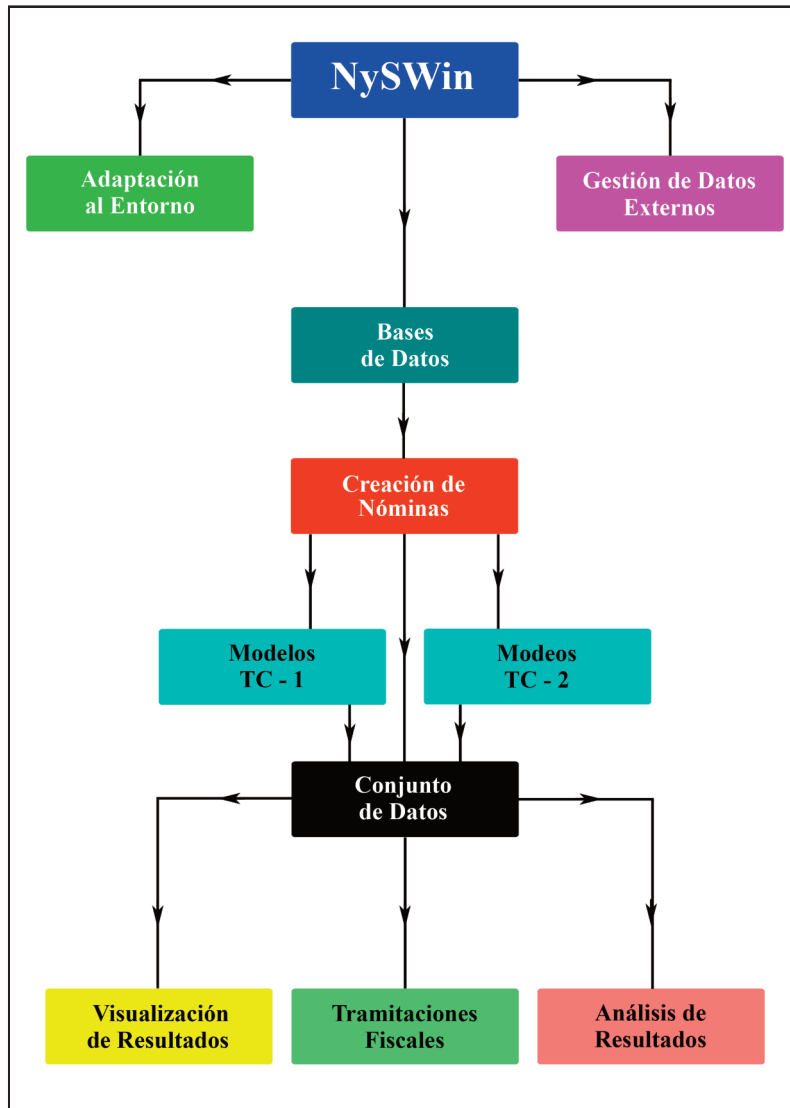 NySWin
Adaptación
al Entorno
Gestión de Datos
Externos
Bases
de Datos
Creación de
Nóminas
Modelos
TC - 1
Modeos
TC - 2
Conjunto
de Datos
Visualización
de Resultados
Tramitaciones
Fiscales
Análisis de
Resultados